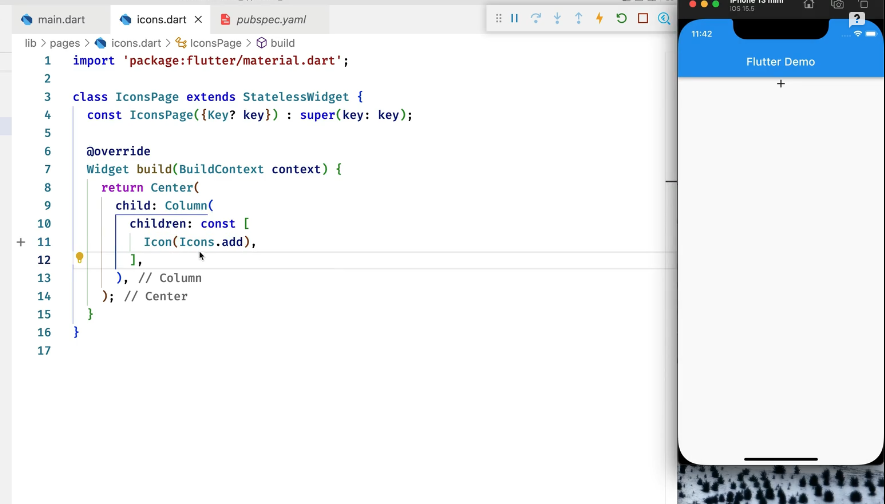 main.dart
icons.dart
pubspec.yaml
lib > pages > icons.dart > IconsPage > build
1 import 'package:flutter/material.dart';
2
3 class IconsPage extends StatelessWidget {
4 const IconsPage({Key? key}) : super(key: key);
5
6 @override
7 Widget build(BuildContext context) {
8 return Center(
9 child: Column(
10 children: const [
11 Icon(Icons.add),
12 ],
13 ), // Column
14 ); // Center
15 }
16 }
17
iPhone 13 mini
iOS 15.5
11:42
Flutter Demo